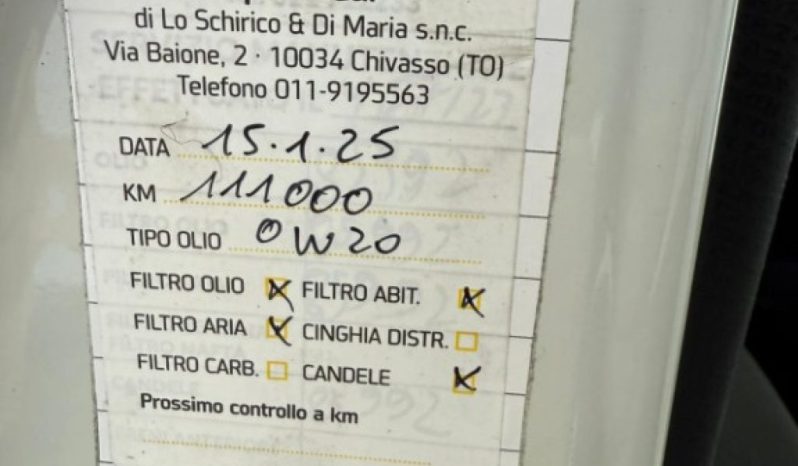 di Lo Schirico & Di Maria s.n.c.
Via Baione, 2 · 10034 Chivasso (TO)
Telefono 011-9195563
DATA 15.1.25
KM 111000
TIPO OLIO 0W20
FILTRO OLIO FILTRO ABIT.
FILTRO ARIA CINGHIA DISTR.
FILTRO CARB. CANDELE
Prossimo controllo a km